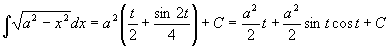 ∫√(a² − x²) dx = a² (t/2 + sin 2t/4) + C = a²/2 t + a²/2 sin t cos t + C